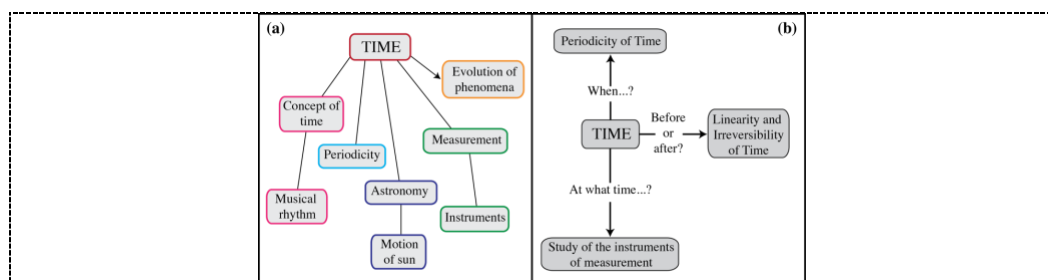 (a)
TIME
Evolution of
phenomena
Concept of
time
Measurement
Periodicity
Astronomy
Musical
rhythm
Instruments
Motion
of sun
(b)
Periodicity of Time
When...?
TIME
Before
or
after?
Linearity and
Irreversibility
of Time
At what time...?
Study of the instruments
of measurement